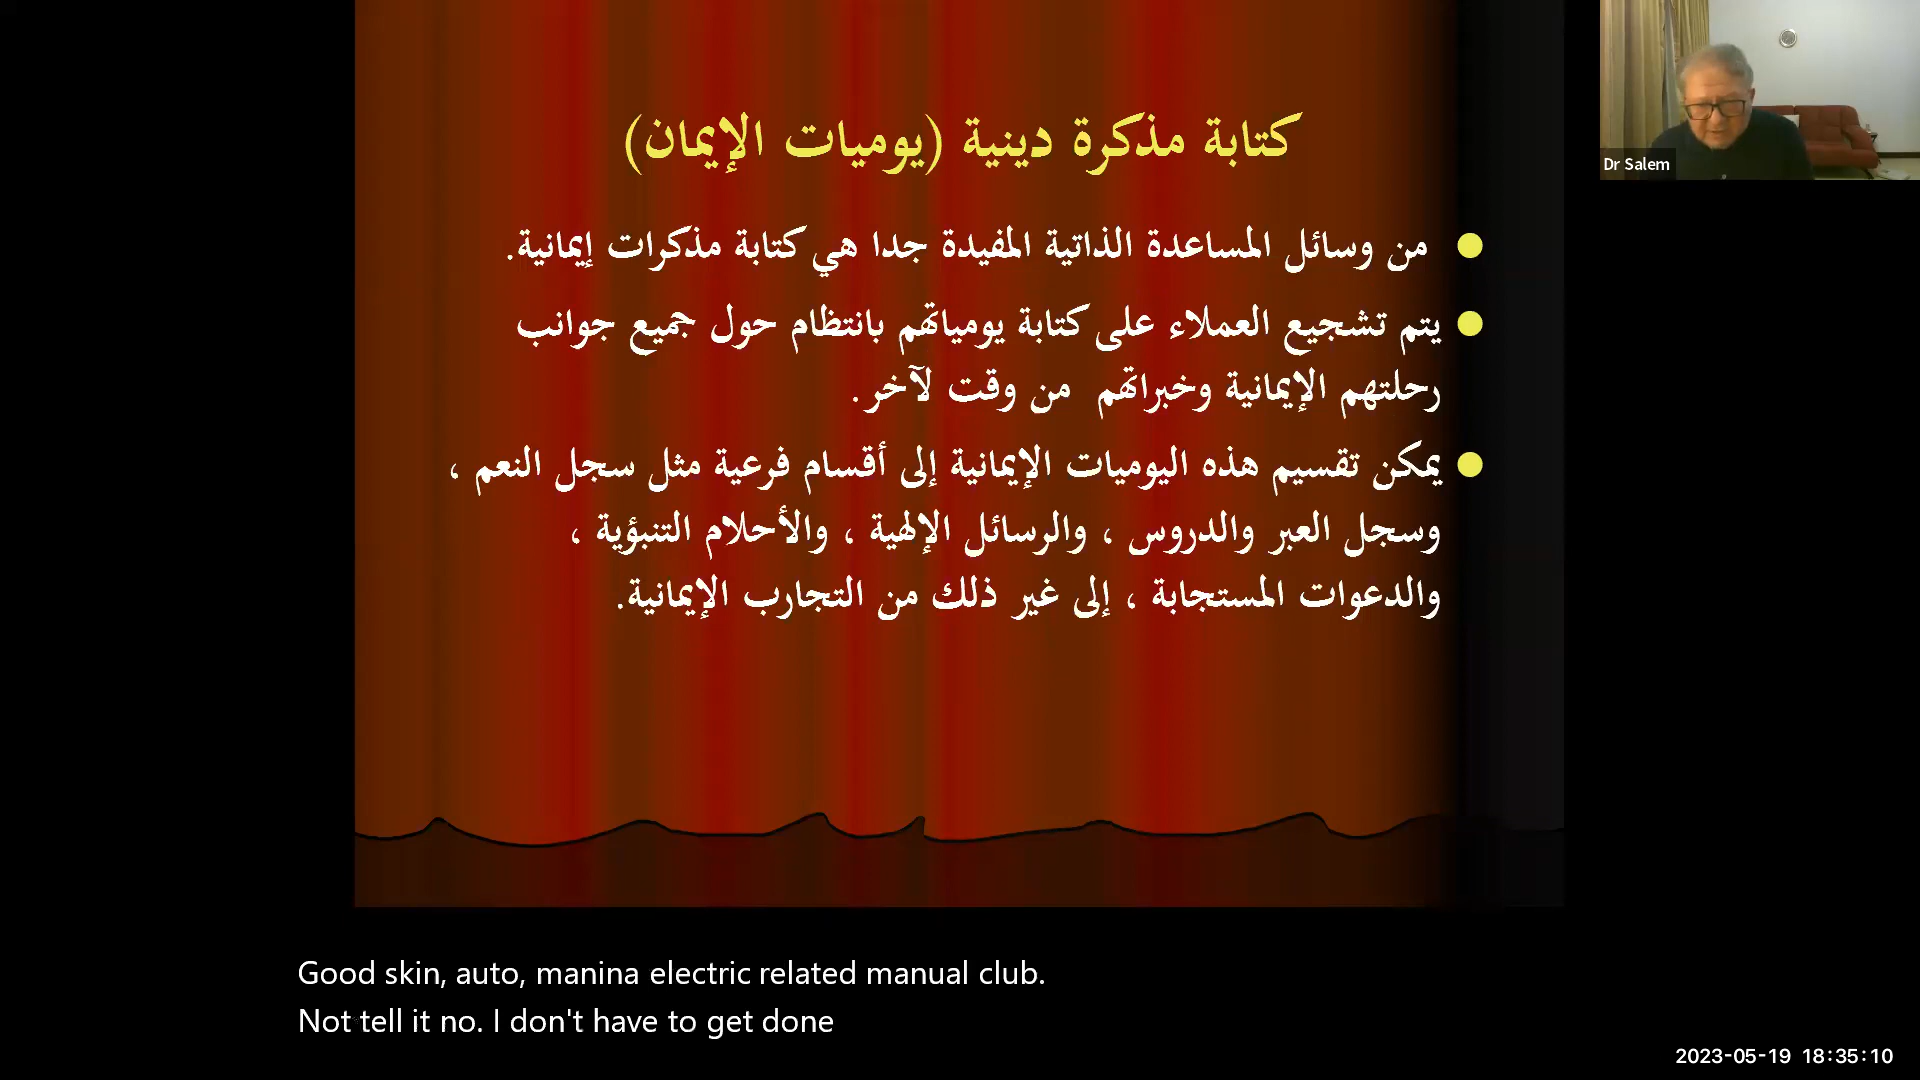 كتابة مذكرة دينية (يوميات الإيمان)
من وسائل المساعدة الذاتية المفيدة جدا هي كتابة مذكرات إيمانية.
يتم تشجيع العملاء على كتابة يومياتهم بانتظام حول جميع جوانب
رحلتهم الإيمانية وخبراتهم من وقت لآخر.
يمكن تقسيم هذه اليوميات الإيمانية إلى أقسام فرعية مثل سجل النعم ،
وسجل العبر والدروس ، والرسائل الإلهية ، والأحلام التنبؤية ،
والدعوات المستجابة ، إلى غير ذلك من التجارب الإيمانية.
Dr Salem
Good skin, auto, manina electric related manual club.
Not tell it no. I don't have to get done
2023-05-19 18:35:10